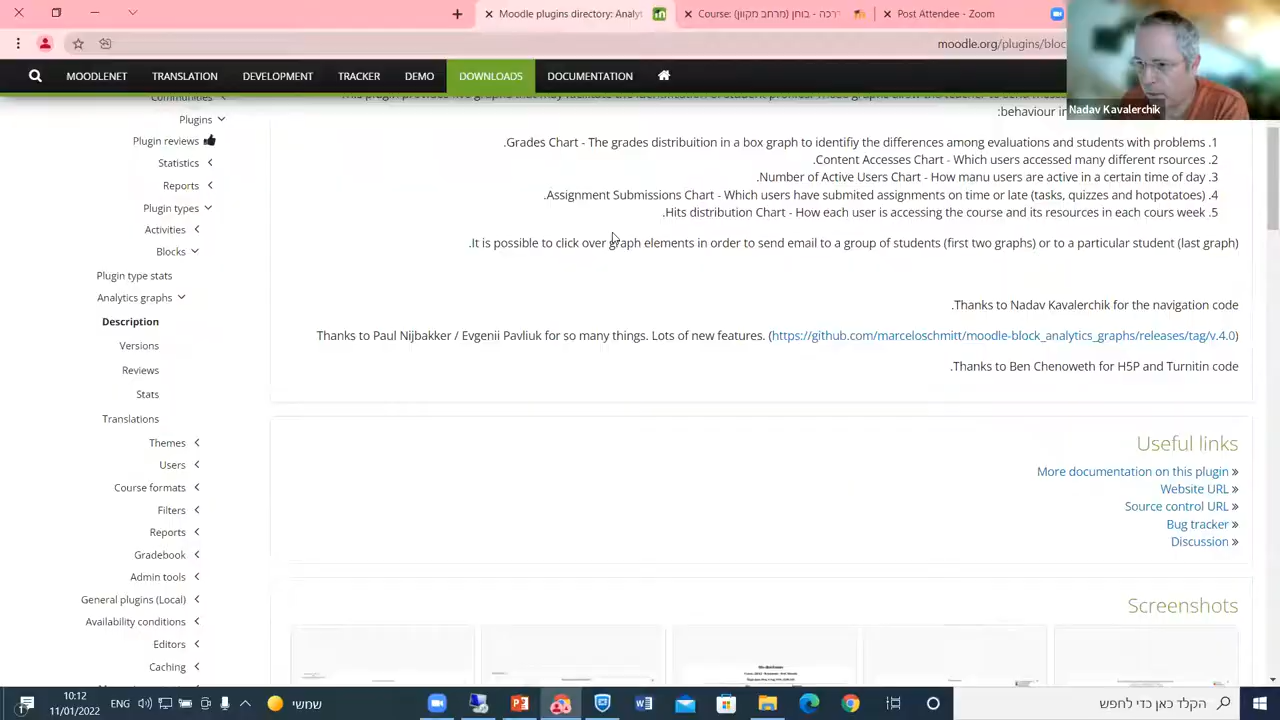 Moodle plugins directory: Analyt
Course: דרכה - בוחן (מרחב מקוון)
Post Attendee - Zoom
moodle.org/plugins/bloc
MOODLENET
TRANSLATION
DEVELOPMENT
TRACKER
DEMO
DOWNLOADS
DOCUMENTATION
Nadav Kavalerchik
Communities
Plugins
Plugin reviews
Statistics
Reports
Plugin types
Activities
Blocks
Plugin type stats
Analytics graphs
Description
Versions
Reviews
Stats
Translations
Themes
Users
Course formats
Filters
Reports
Gradebook
Admin tools
General plugins (Local)
Availability conditions
Editors
Caching
:behaviour in
.Grades Chart - The grades distribuition in a box graph to identifiy the differences among evaluations and students with problems .1
.Content Accesses Chart - Which users accessed many different rsources .2
.Number of Active Users Chart - How manu users are active in a certain time of day .3
.Assignment Submissions Chart - Which users have submited assignments on time or late (tasks, quizzes and hotpotatoes) .4
.Hits distribution Chart - How each user is accessing the course and its resources in each cours week .5
.It is possible to click over graph elements in order to send email to a group of students (first two graphs) or to a particular student (last graph)
.Thanks to Nadav Kavalerchik for the navigation code
Thanks to Paul Nijbakker / Evgenii Pavliuk for so many things. Lots of new features. (https://github.com/marceloschmitt/moodle-block_analytics_graphs/releases/tag/v.4.0)
.Thanks to Ben Chenoweth for H5P and Turnitin code
Useful links
More documentation on this plugin »
Website URL »
Source control URL »
Bug tracker »
Discussion »
Screenshots
10:12
11/01/2022
ENG
שמשי
הקלד כאן כדי לחפש